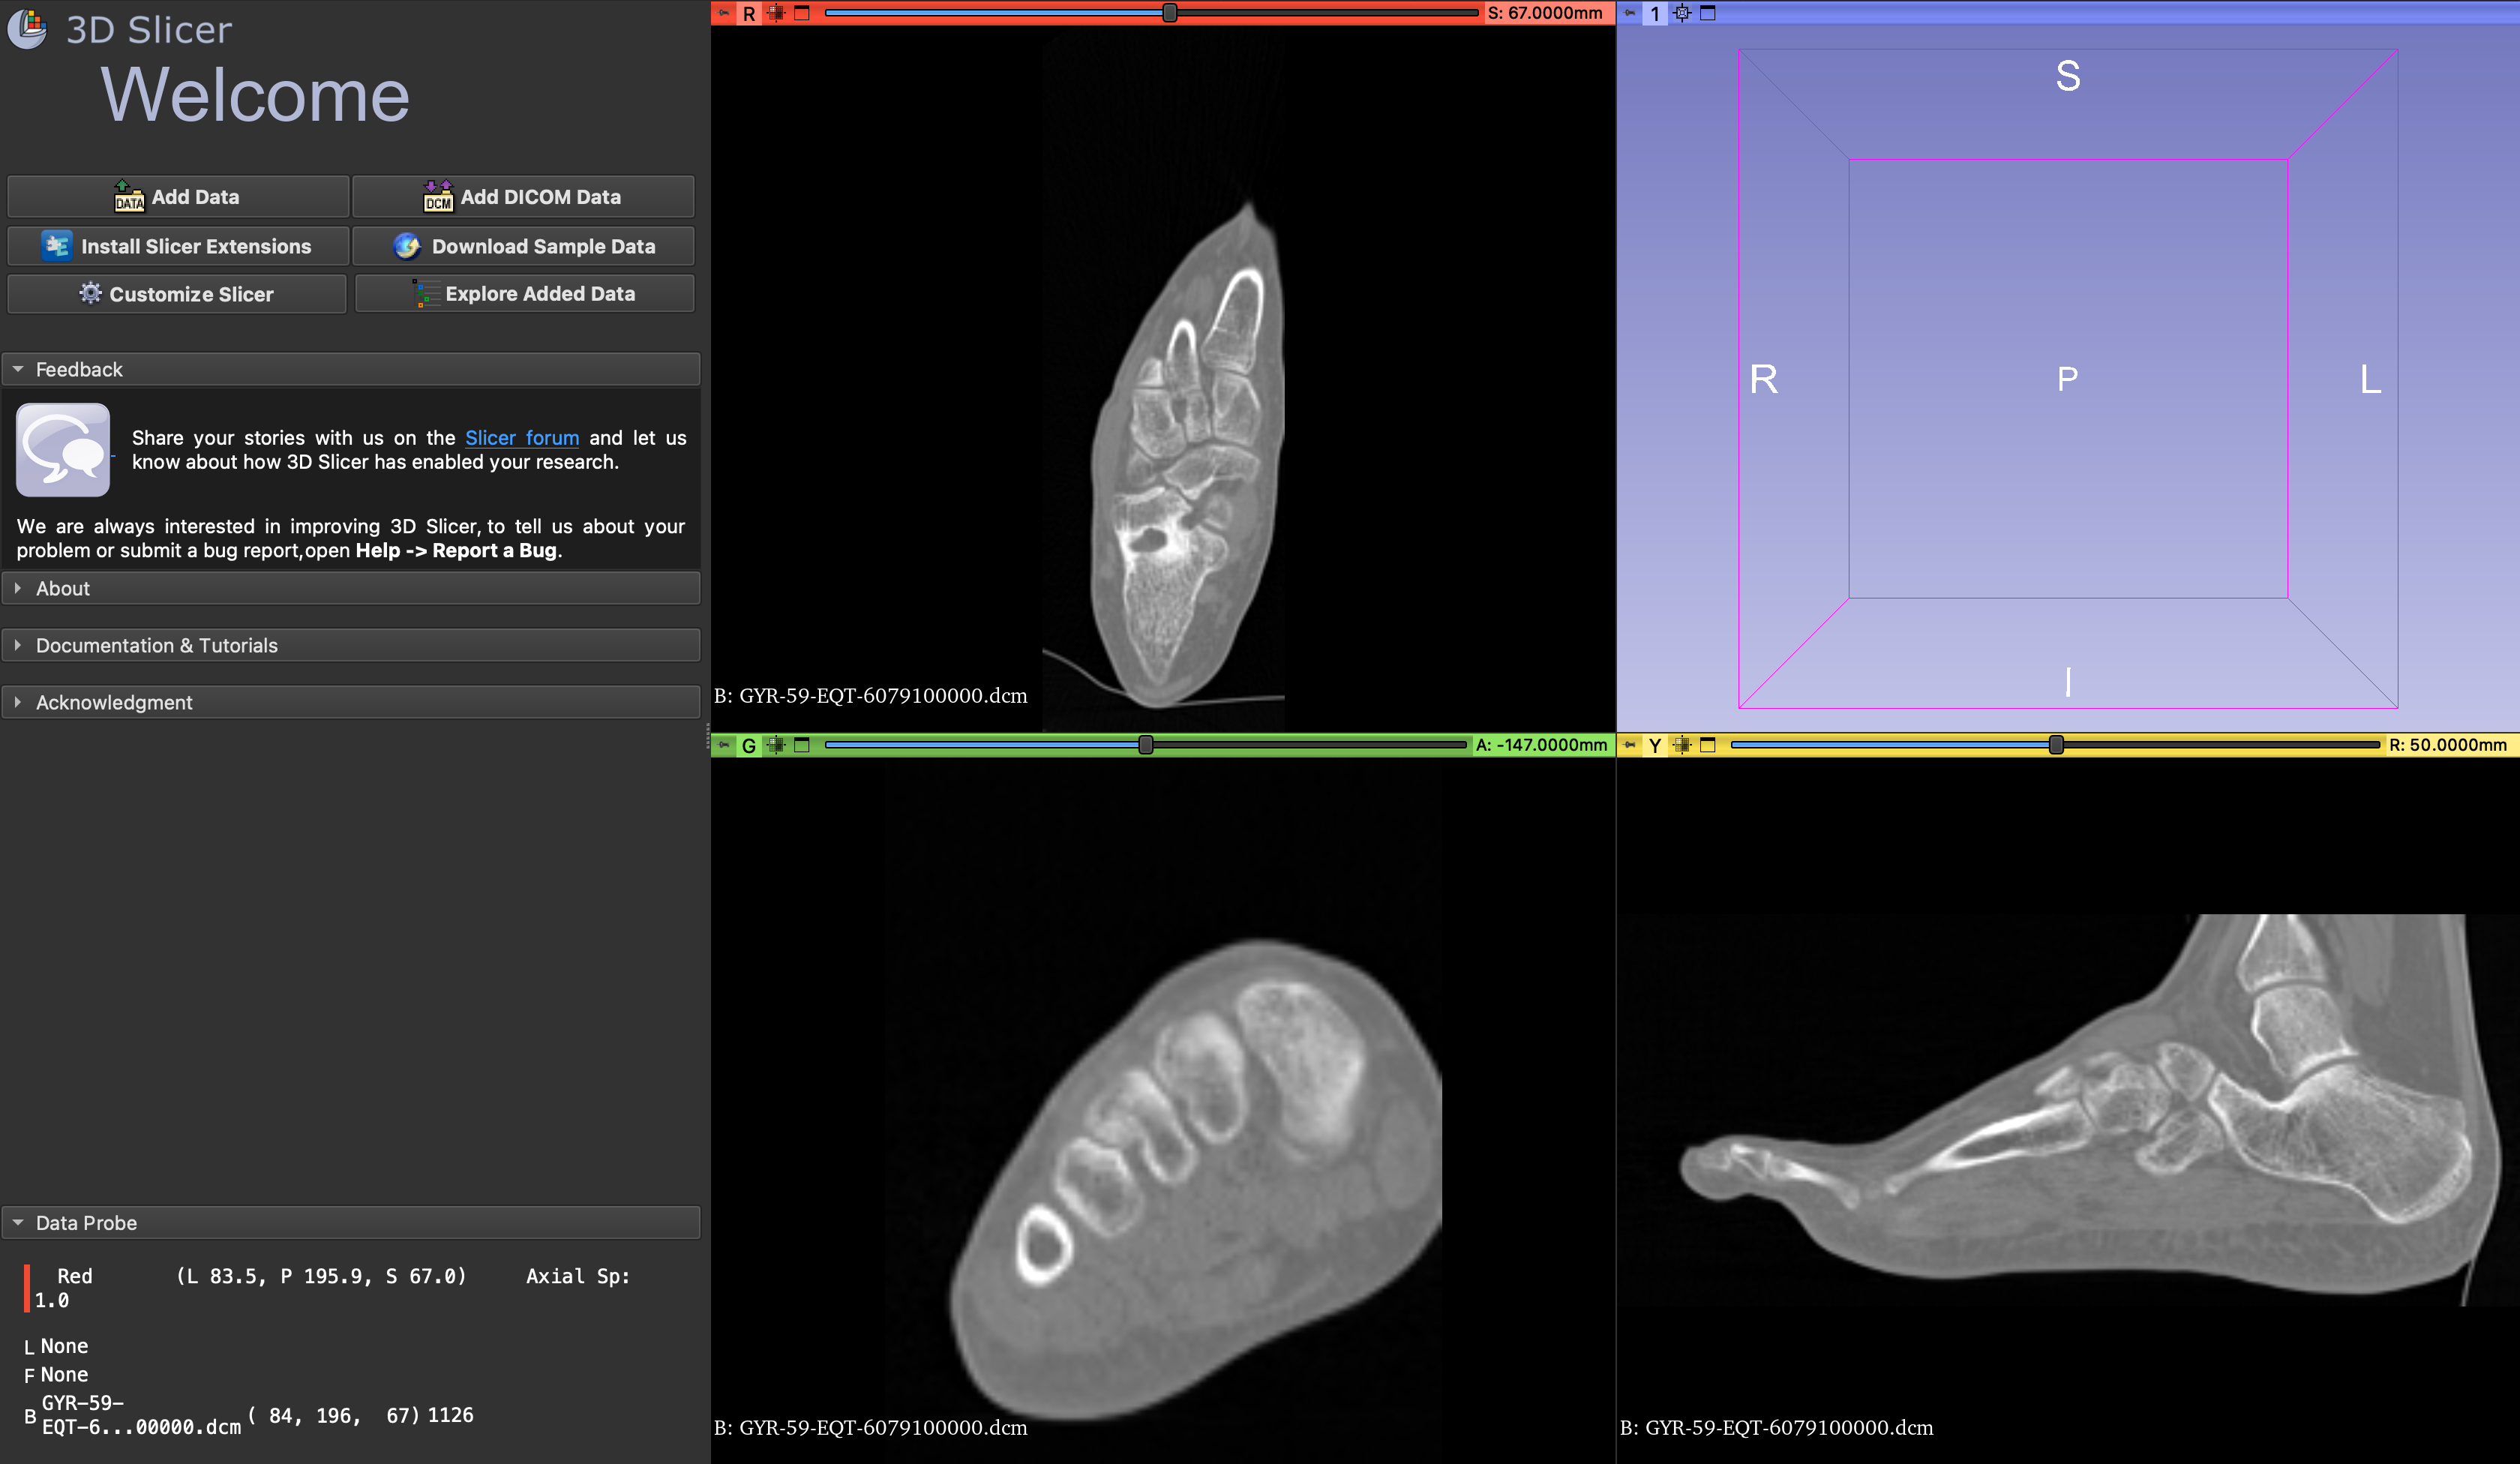 3D Slicer
Welcome
Add Data
Add DICOM Data
Install Slicer Extensions
Download Sample Data
Customize Slicer
Explore Added Data
Feedback
Share your stories with us on the Slicer forum and let us
know about how 3D Slicer has enabled your research.
We are always interested in improving 3D Slicer, to tell us about your
problem or submit a bug report,open Help -> Report a Bug.
About
Documentation & Tutorials
Acknowledgment
Data Probe
Red (L 83.5, P 195.9, S 67.0) Axial Sp:
1.0
L None
F None
B GYR-59-
EQT-6...00000.dcm ( 84, 196, 67) 1126
R S: 67.0000mm
B: GYR-59-EQT-6079100000.dcm
1
S
R P L
I
G A: -147.0000mm
B: GYR-59-EQT-6079100000.dcm
Y R: 50.0000mm
B: GYR-59-EQT-6079100000.dcm
DATA
DCM